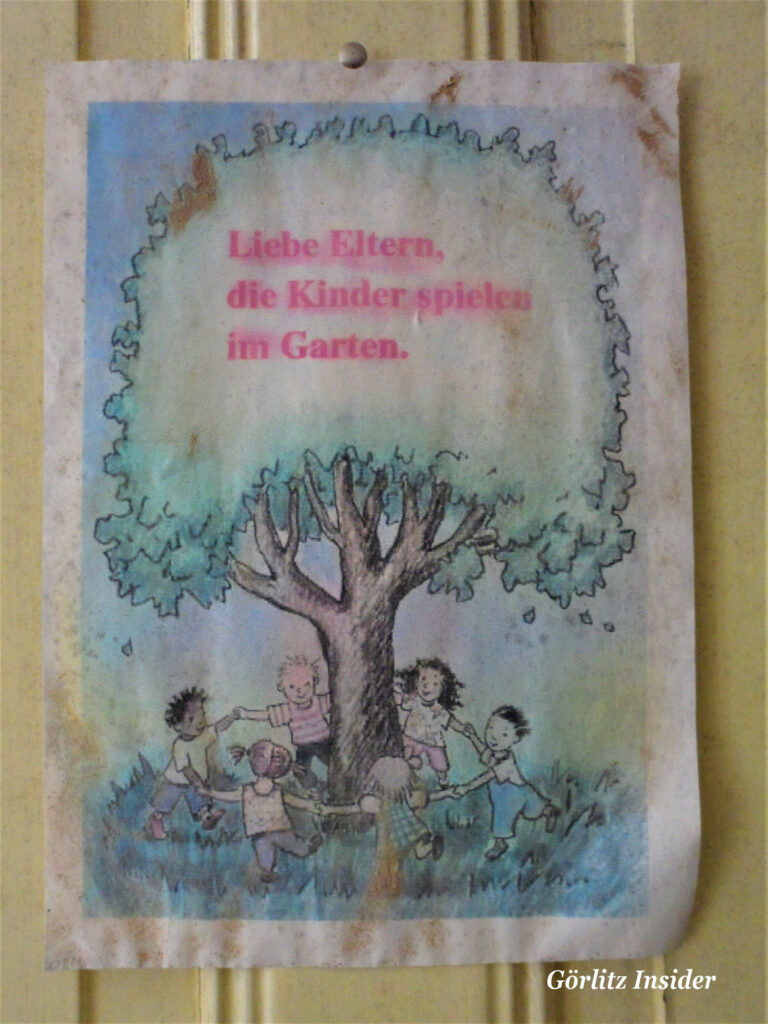 Liebe Eltern,
die Kinder spielen
im Garten.
Görlitz Insider